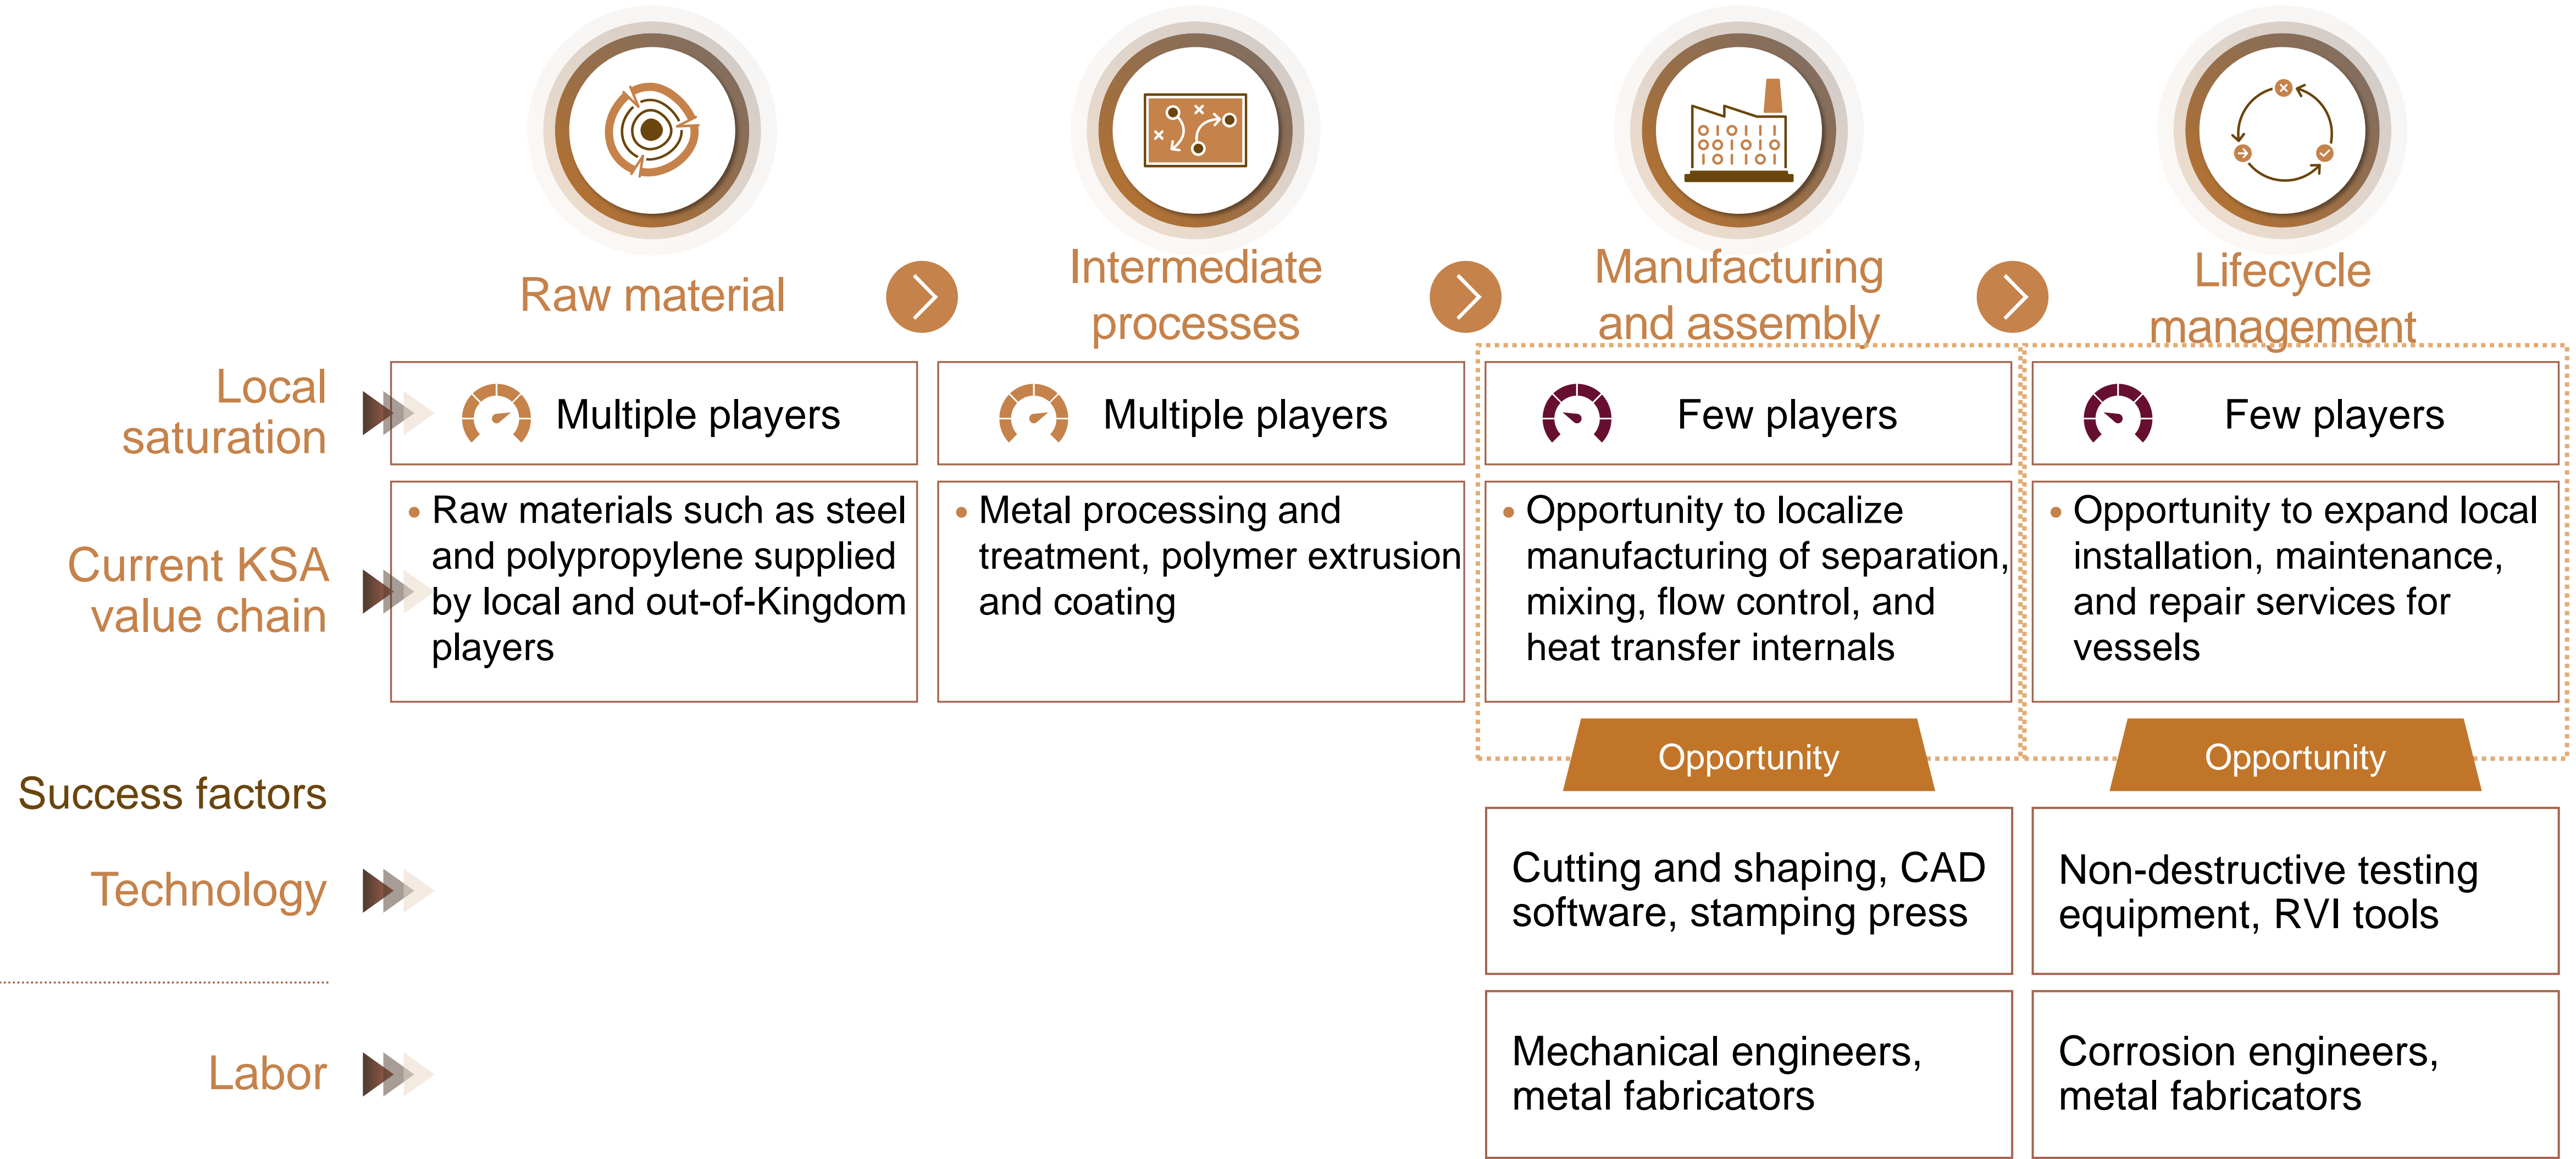 Raw material
Intermediate
processes
Manufacturing
and assembly
Lifecycle
management
Local
saturation
Multiple players
Multiple players
Few players
Few players
Current KSA
value chain
• Raw materials such as steel
and polypropylene supplied
by local and out-of-Kingdom
players
• Metal processing and
treatment, polymer extrusion
and coating
• Opportunity to localize
manufacturing of separation,
mixing, flow control, and
heat transfer internals
• Opportunity to expand local
installation, maintenance,
and repair services for
vessels
Opportunity
Opportunity
Success factors
Technology
Cutting and shaping, CAD
software, stamping press
Non-destructive testing
equipment, RVI tools
Labor
Mechanical engineers,
metal fabricators
Corrosion engineers,
metal fabricators